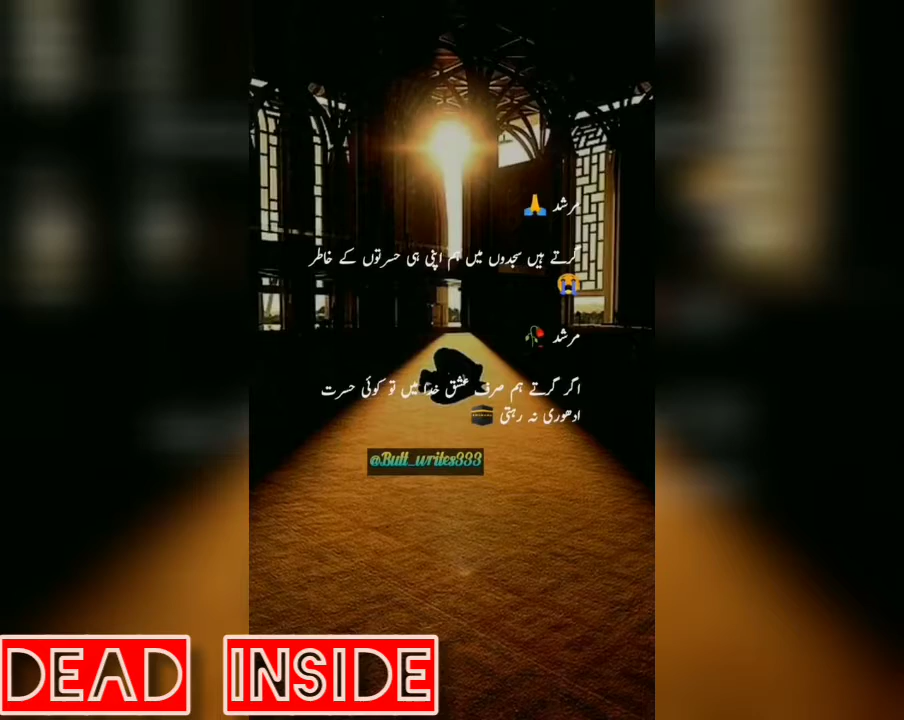 مرشد 🙏
گرتے ہیں سجدوں میں ہم اپنی ہی حسرتوں کے خاطر
😭
مرشد 🥀
اگر گرتے ہم صرف عشق خدا میں تو کوئی حسرت
ادھوری نہ رہتی 🕋
@Butt_writes333
DEAD INSIDE